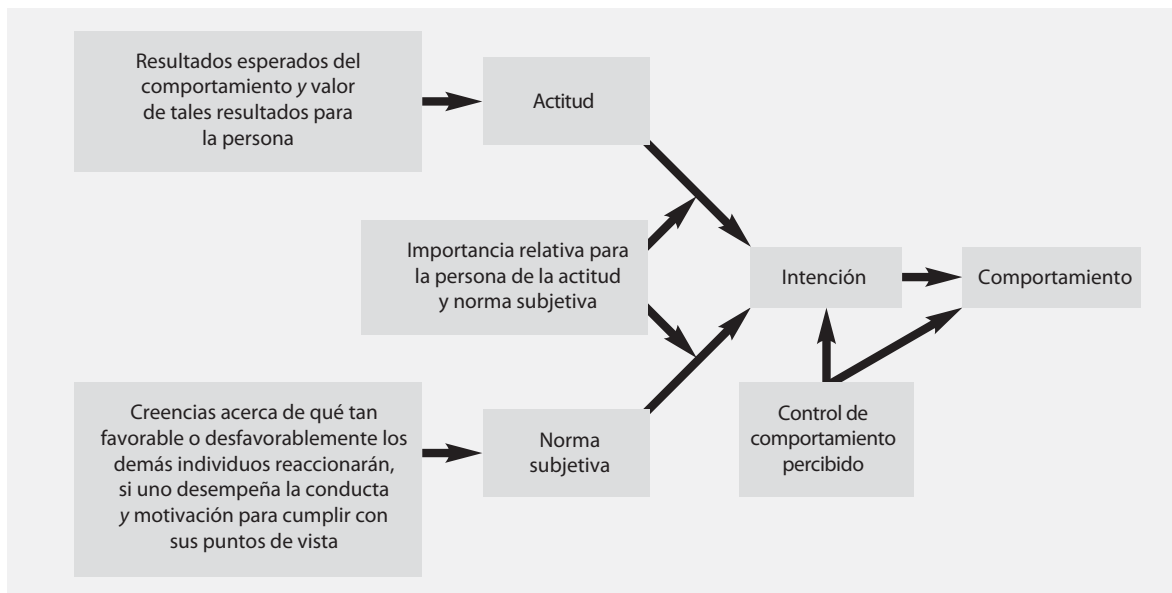 Resultados esperados del
comportamiento y valor
de tales resultados para
la persona
Actitud
Importancia relativa para
la persona de la actitud
y norma subjetiva
Intención
Comportamiento
Creencias acerca de qué tan
favorable o desfavorablemente los
demás individuos reaccionarán,
si uno desempeña la conducta
y motivación para cumplir con
sus puntos de vista
Norma
subjetiva
Control de
comportamiento
percibido